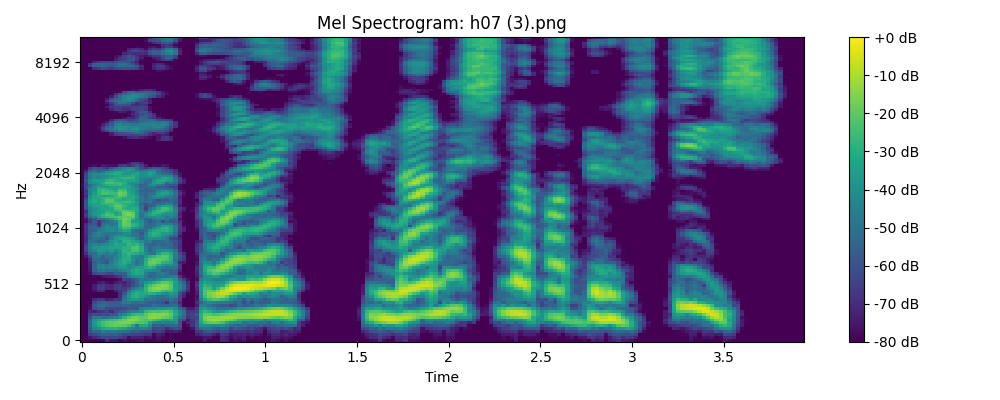 Mel Spectrogram: h07 (3).png
8192
4096
2048
1024
512
0
Hz
0 0.5 1 1.5 2 2.5 3 3.5
Time
+0 dB
-10 dB
-20 dB
-30 dB
-40 dB
-50 dB
-60 dB
-70 dB
-80 dB